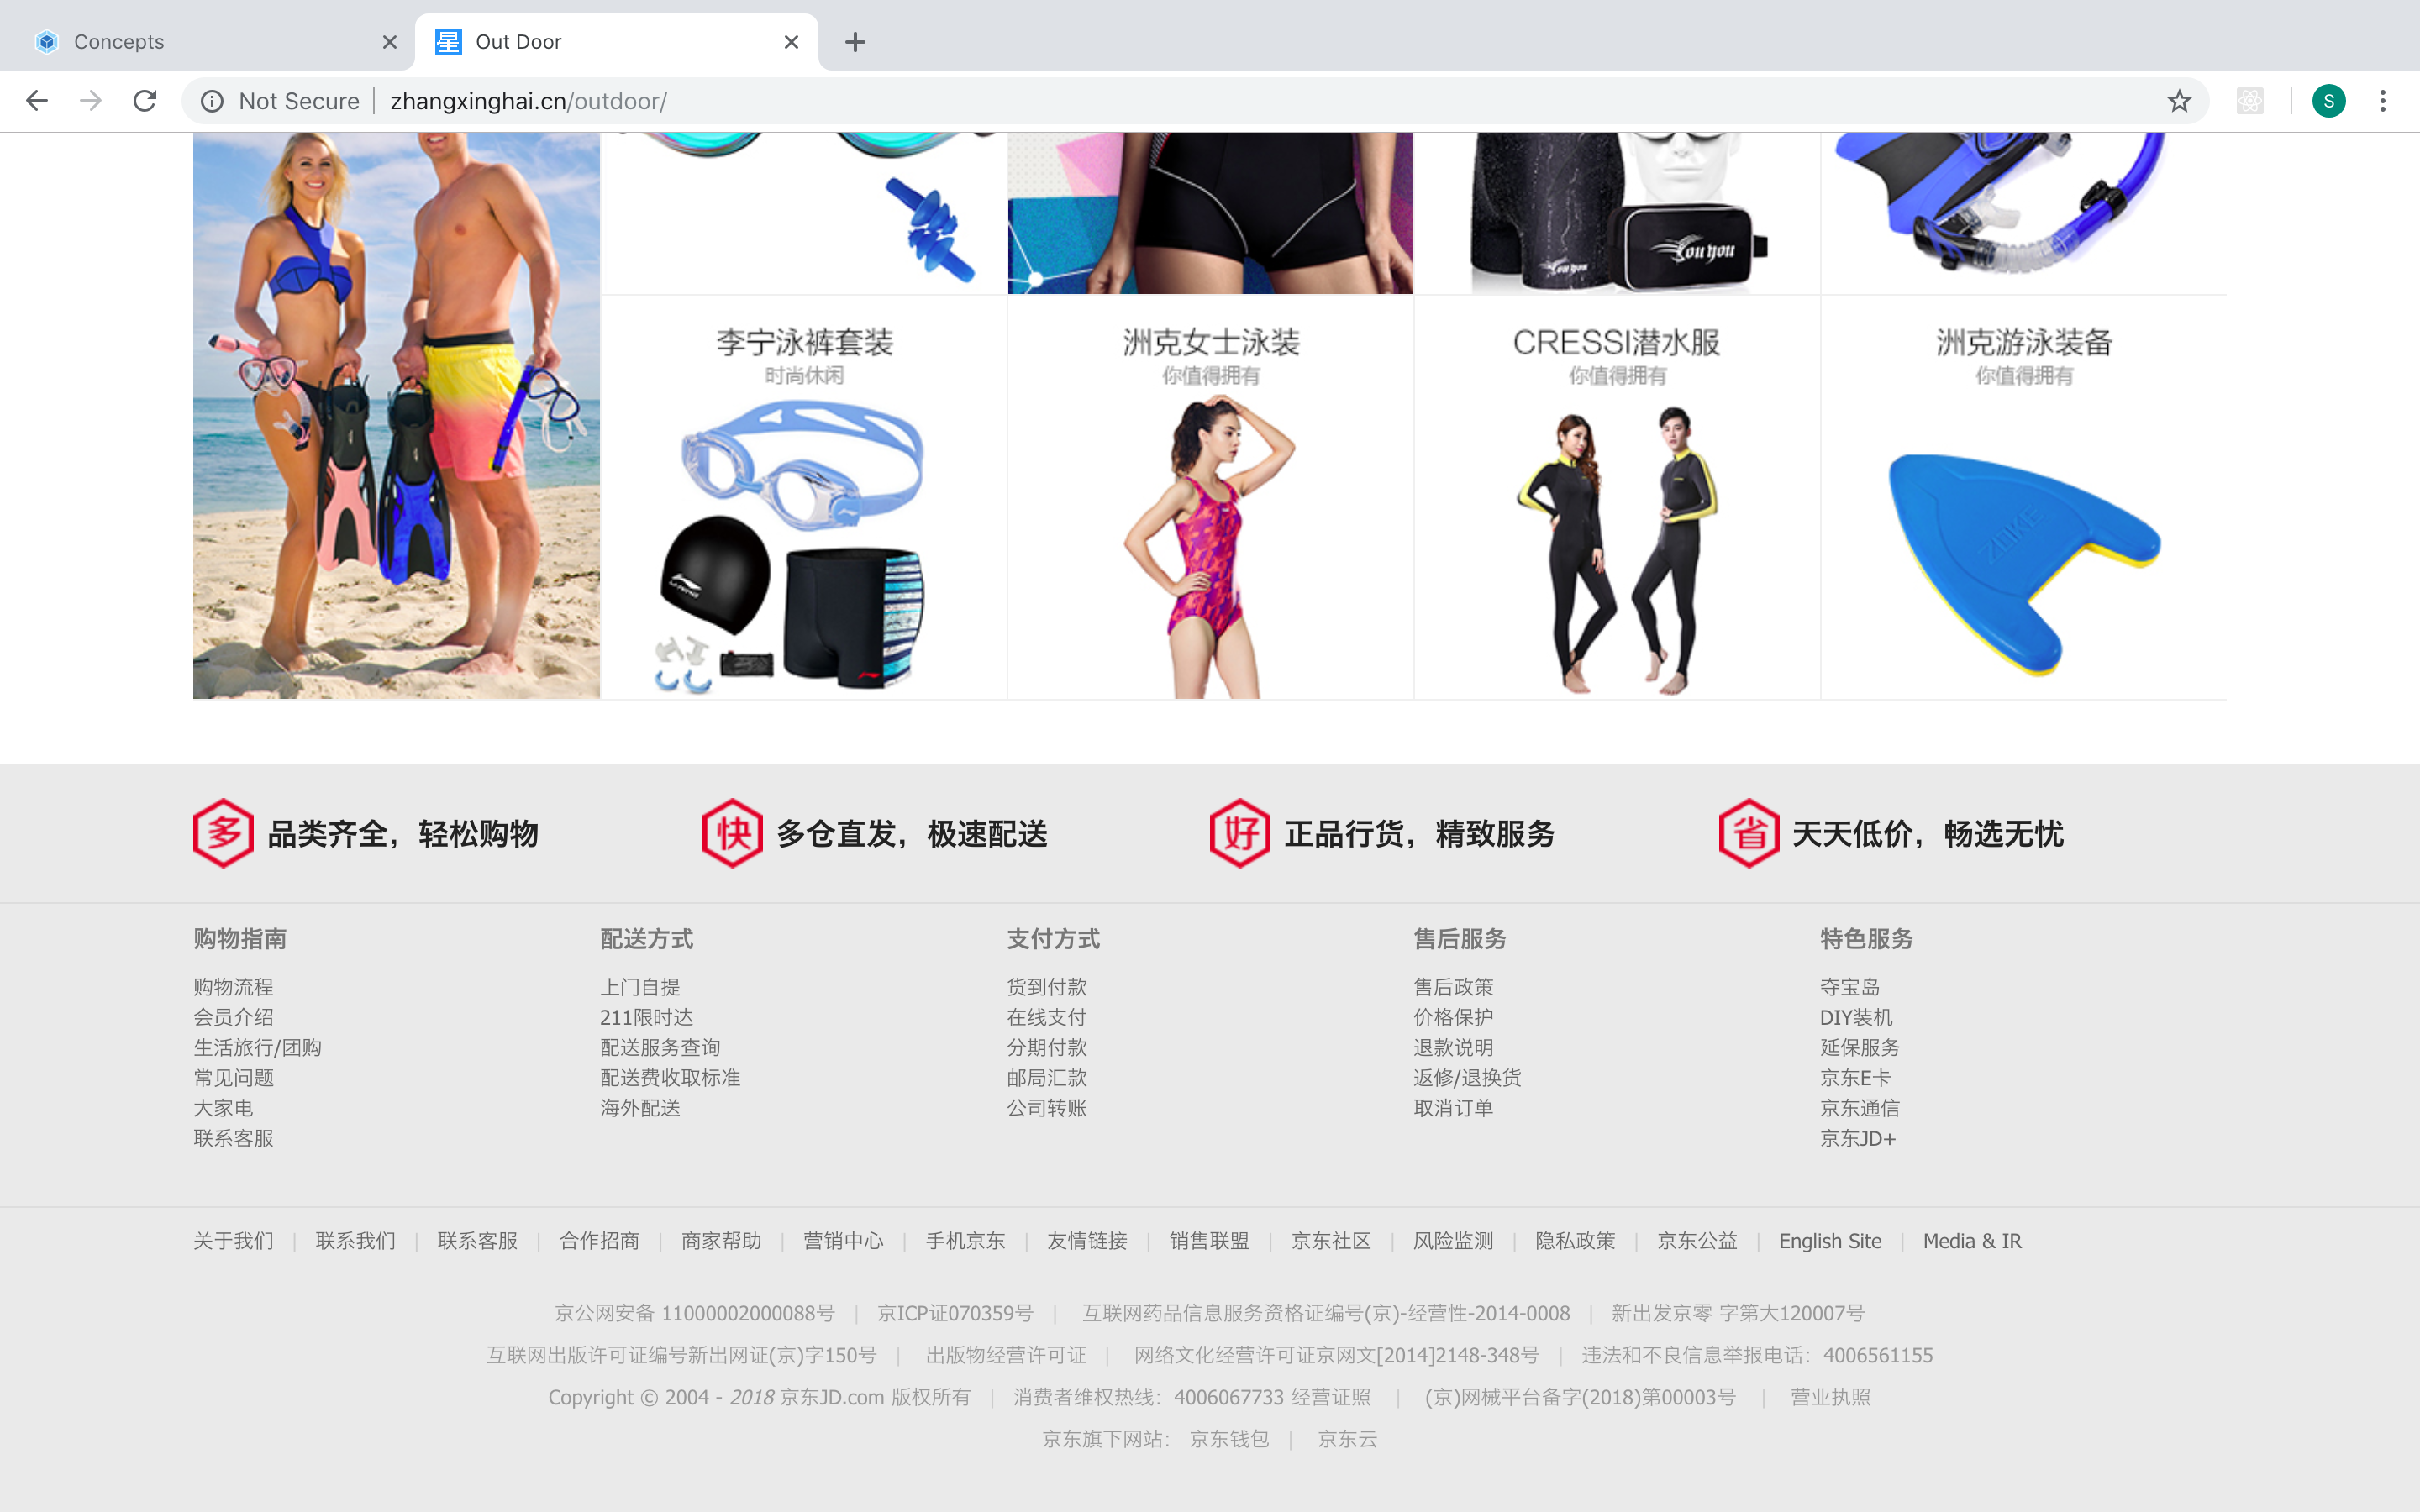 Concepts
星 Out Door
Not Secure zhangxinghai.cn/outdoor/
S
You you
You you
李宁泳裤套装
时尚休闲
洲克女士泳装
你值得拥有
CRESSI潜水服
你值得拥有
洲克游泳装备
你值得拥有
LI-NING
ZOKE
多 品类齐全，轻松购物
快 多仓直发，极速配送
好 正品行货，精致服务
省 天天低价，畅选无忧
购物指南
购物流程
会员介绍
生活旅行/团购
常见问题
大家电
联系客服
配送方式
上门自提
211限时达
配送服务查询
配送费收取标准
海外配送
支付方式
货到付款
在线支付
分期付款
邮局汇款
公司转账
售后服务
售后政策
价格保护
退款说明
返修/退换货
取消订单
特色服务
夺宝岛
DIY装机
延保服务
京东E卡
京东通信
京东JD+
关于我们 | 联系我们 | 联系客服 | 合作招商 | 商家帮助 | 营销中心 | 手机京东 | 友情链接 | 销售联盟 | 京东社区 | 风险监测 | 隐私政策 | 京东公益 | English Site | Media & IR
京公网安备 11000002000088号 | 京ICP证070359号 | 互联网药品信息服务资格证编号(京)-经营性-2014-0008 | 新出发京零 字第大120007号
互联网出版许可证编号新出网证(京)字150号 | 出版物经营许可证 | 网络文化经营许可证京网文[2014]2148-348号 | 违法和不良信息举报电话：4006561155
Copyright © 2004 - 2018 京东JD.com 版权所有 | 消费者维权热线：4006067733 经营证照 | (京)网械平台备字(2018)第00003号 | 营业执照
京东旗下网站： 京东钱包 | 京东云